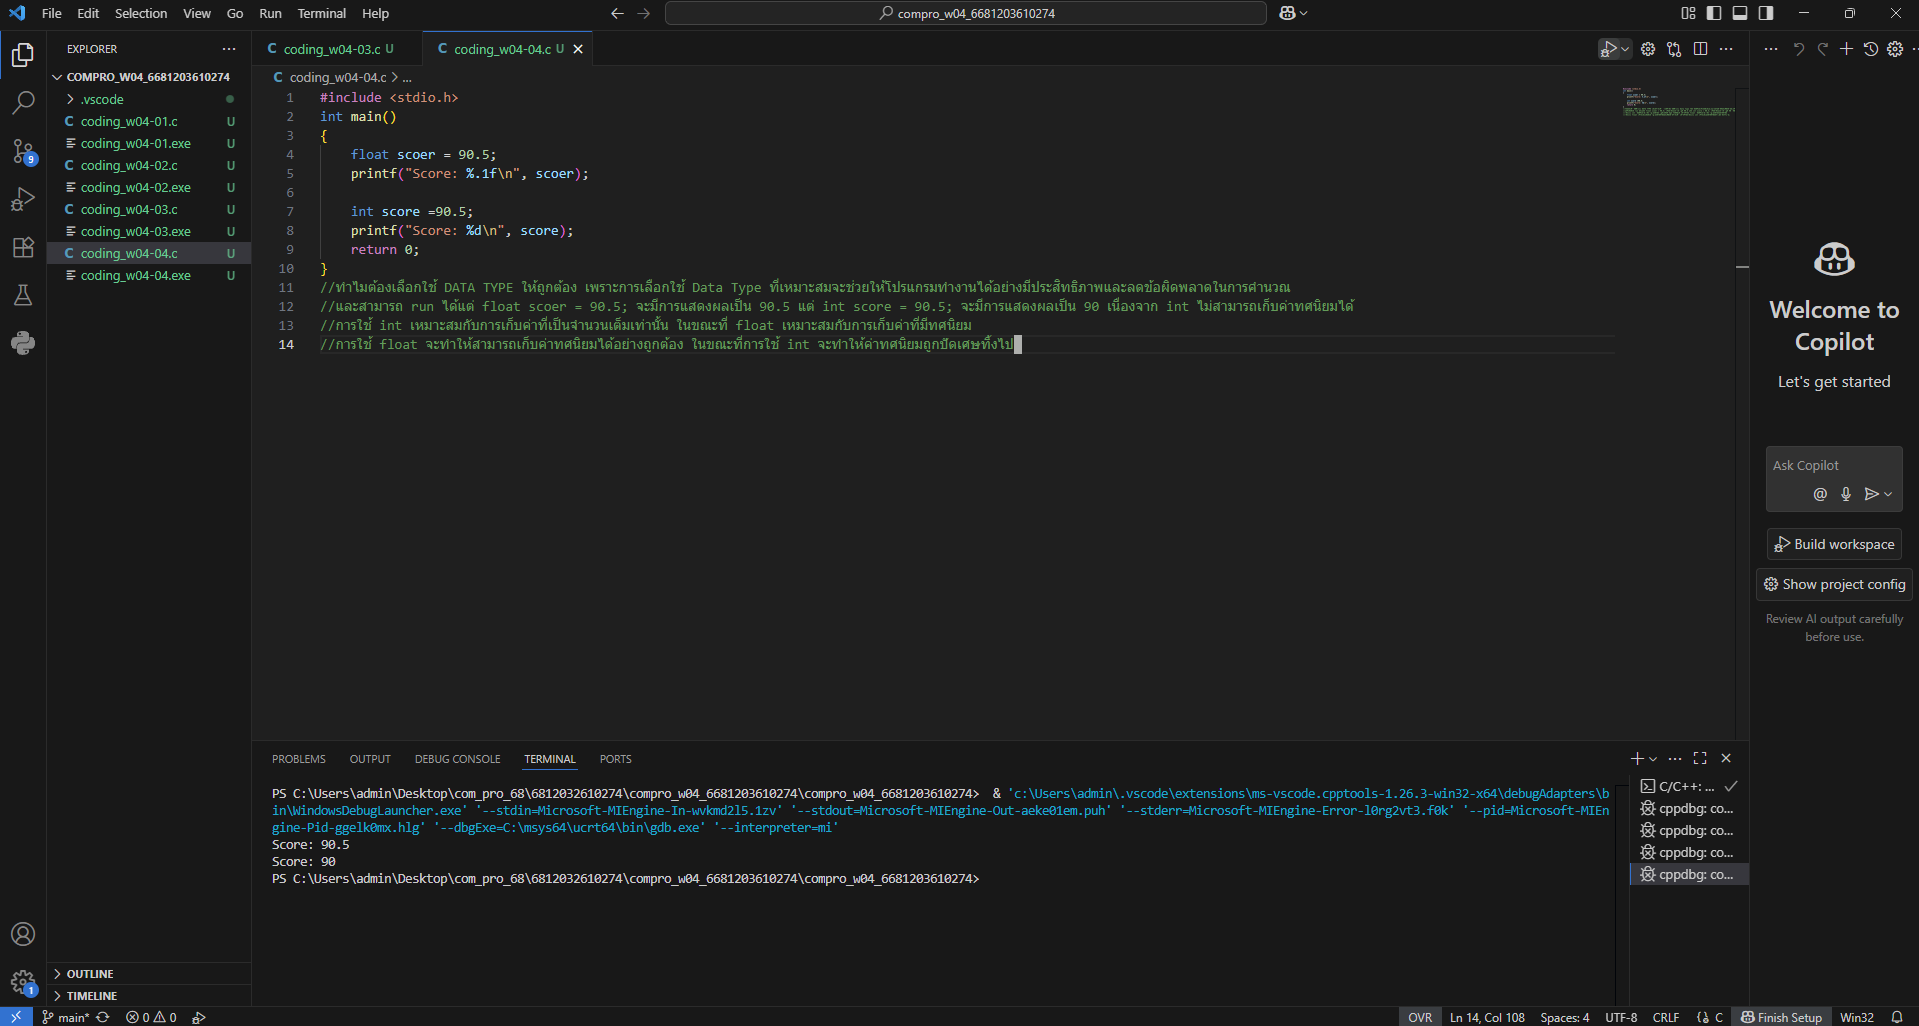 File Edit Selection View Go Run Terminal Help
compro_w04_6681203610274
EXPLORER
COMPRO_W04_6681203610274
.vscode
coding_w04-01.c U
coding_w04-01.exe U
coding_w04-02.c U
coding_w04-02.exe U
coding_w04-03.c U
coding_w04-03.exe U
coding_w04-04.c U
coding_w04-04.exe U
9
OUTLINE
TIMELINE
1
C coding_w04-03.c U
C coding_w04-04.c U
C coding_w04-04.c > ...
1 #include <stdio.h>
2 int main()
3 {
4 float scoer = 90.5;
5 printf("Score: %.1f\n", scoer);
6
7 int score =90.5;
8 printf("Score: %d\n", score);
9 return 0;
10 }
11 //ทำไมต้องเลือกใช้ DATA TYPE ให้ถูกต้อง เพราะการเลือกใช้ Data Type ที่เหมาะสมจะช่วยให้โปรแกรมทำงานได้อย่างมีประสิทธิภาพและลดข้อผิดพลาดในการคำนวณ
12 //และสามารถ run ได้แต่ float scoer = 90.5; จะมีการแสดงผลเป็น 90.5 แต่ int score = 90.5; จะมีการแสดงผลเป็น 90 เนื่องจาก int ไม่สามารถเก็บค่าทศนิยมได้
13 //การใช้ int เหมาะสมกับการเก็บค่าที่เป็นจำนวนเต็มเท่านั้น ในขณะที่ float เหมาะสมกับการเก็บค่าที่มีทศนิยม
14 //การใช้ float จะทำให้สามารถเก็บค่าทศนิยมได้อย่างถูกต้อง ในขณะที่การใช้ int จะทำให้ค่าทศนิยมถูกปัดเศษทิ้งไป
PROBLEMS OUTPUT DEBUG CONSOLE TERMINAL PORTS
PS C:\Users\admin\Desktop\com_pro_68\6812032610274\compro_w04_6681203610274\compro_w04_6681203610274> & 'c:\Users\admin\.vscode\extensions\ms-vscode.cpptools-1.26.3-win32-x64\debugAdapters\b
in\WindowsDebugLauncher.exe' '--stdin=Microsoft-MIEngine-In-wvkmd2l5.1zv' '--stdout=Microsoft-MIEngine-Out-aeke01em.puh' '--stderr=Microsoft-MIEngine-Error-l0rg2vt3.f0k' '--pid=Microsoft-MIEn
gine-Pid-ggelk0mx.hlg' '--dbgExe=C:\msys64\ucrt64\bin\gdb.exe' '--interpreter=mi'
Score: 90.5
Score: 90
PS C:\Users\admin\Desktop\com_pro_68\6812032610274\compro_w04_6681203610274\compro_w04_6681203610274>
C/C++: ...
cppdbg: co...
cppdbg: co...
cppdbg: co...
cppdbg: co...
Welcome to
Copilot
Let's get started
Ask Copilot
Build workspace
Show project config
Review AI output carefully
before use.
main* 0 0
OVR Ln 14, Col 108 Spaces: 4 UTF-8 CRLF C Finish Setup Win32